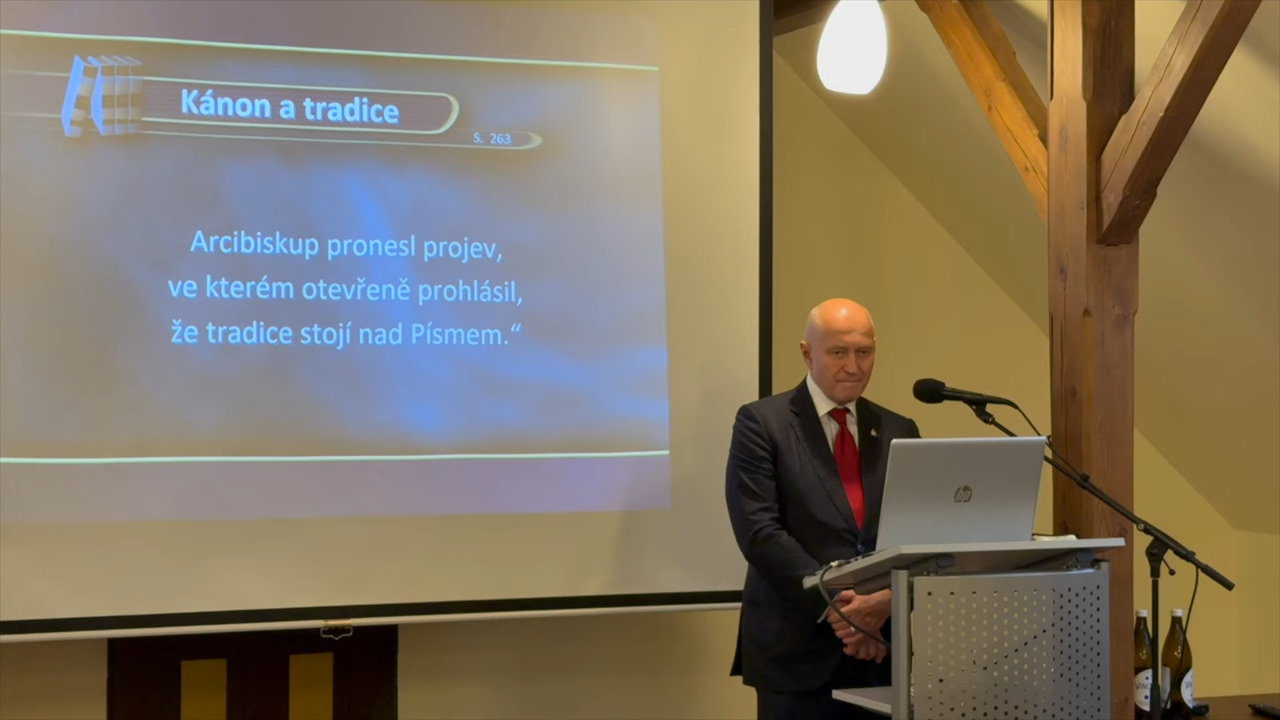 Kánon a tradice
S. 263
Arcibiskup pronesl projev,
ve kterém otevřeně prohlásil,
že tradice stojí nad Písmem.“
hp